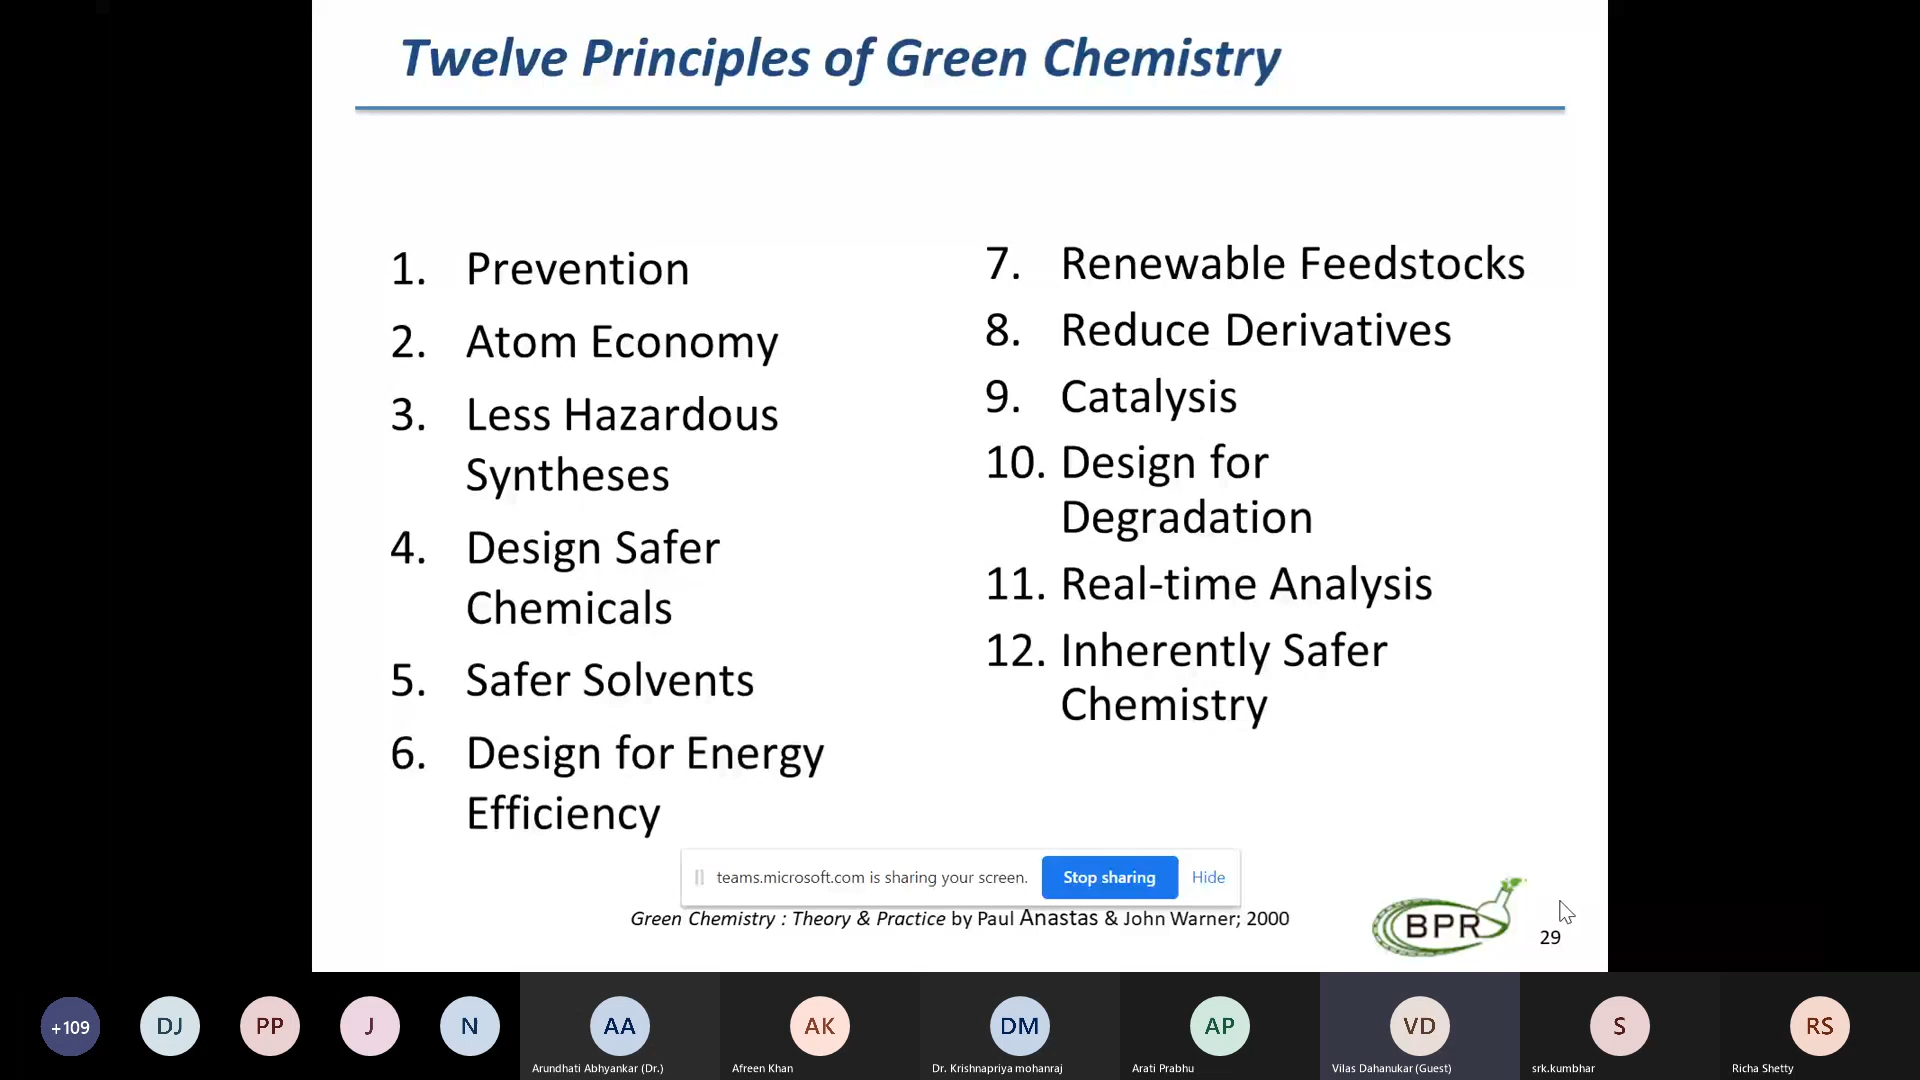 Twelve Principles of Green Chemistry
1. Prevention
2. Atom Economy
3. Less Hazardous
Syntheses
4. Design Safer
Chemicals
5. Safer Solvents
6. Design for Energy
Efficiency
7. Renewable Feedstocks
8. Reduce Derivatives
9. Catalysis
10. Design for
Degradation
11. Real-time Analysis
12. Inherently Safer
Chemistry
teams.microsoft.com is sharing your screen. Stop sharing Hide
Green Chemistry : Theory & Practice by Paul Anastas & John Warner; 2000
BPR
29
+109 DJ PP J N AA AK DM AP VD S RS
Arundhati Abhyankar (Dr.) Afreen Khan Dr. Krishnapriya mohanraj Arati Prabhu Vilas Dahanukar (Guest) srk.kumbhar Richa Shetty